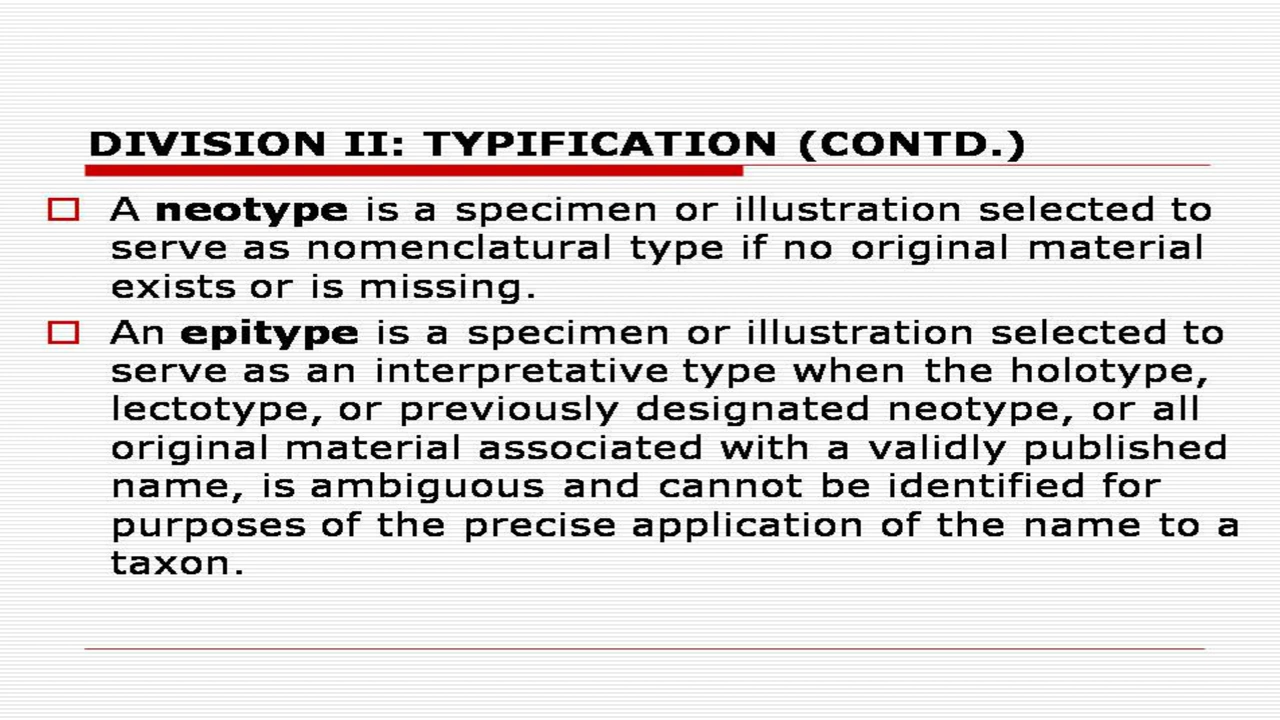 DIVISION II: TYPIFICATION (CONTD.)
A neotype is a specimen or illustration selected to
serve as nomenclatural type if no original material
exists or is missing.
An epitype is a specimen or illustration selected to
serve as an interpretative type when the holotype,
lectotype, or previously designated neotype, or all
original material associated with a validly published
name, is ambiguous and cannot be identified for
purposes of the precise application of the name to a
taxon.